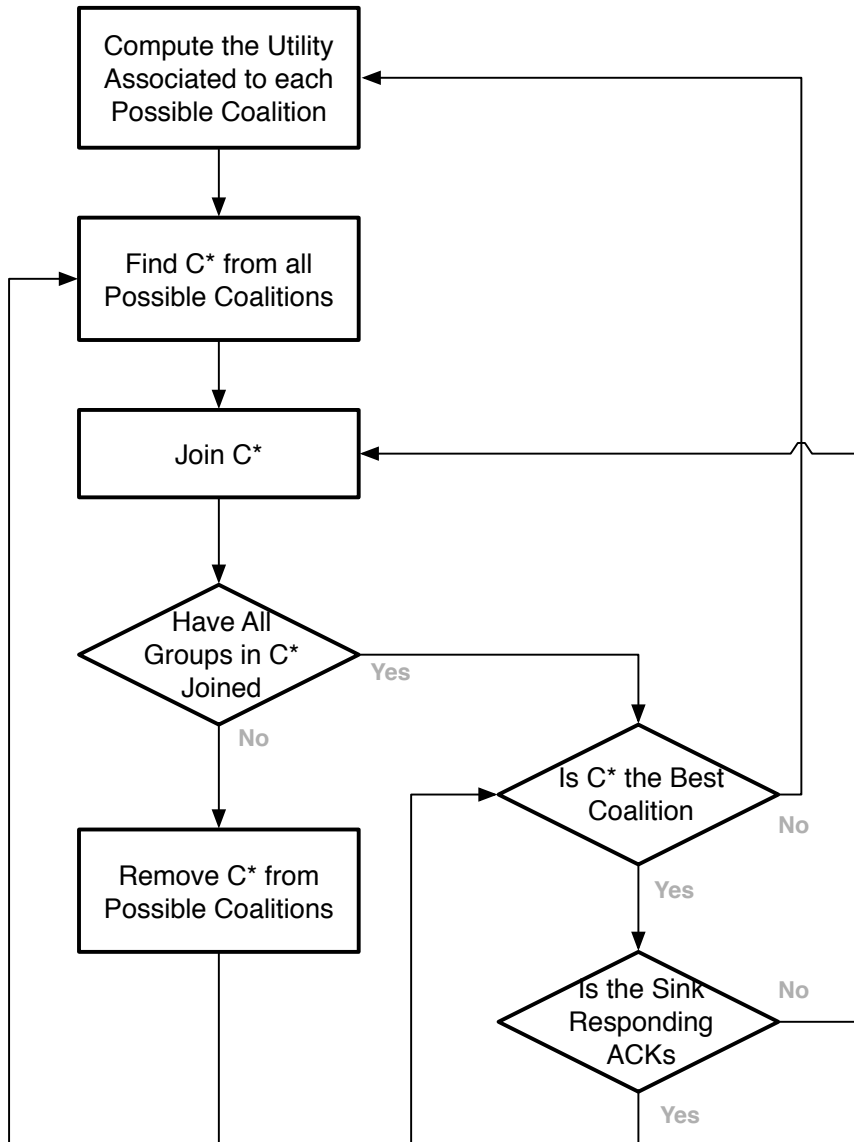 Compute the Utility
Associated to each
Possible Coalition
Find C* from all
Possible Coalitions
Join C*
Have All
Groups in C*
Joined
Yes
No
Is C* the Best
Coalition
No
Yes
Remove C* from
Possible Coalitions
Is the Sink
Responding
ACKs
No
Yes